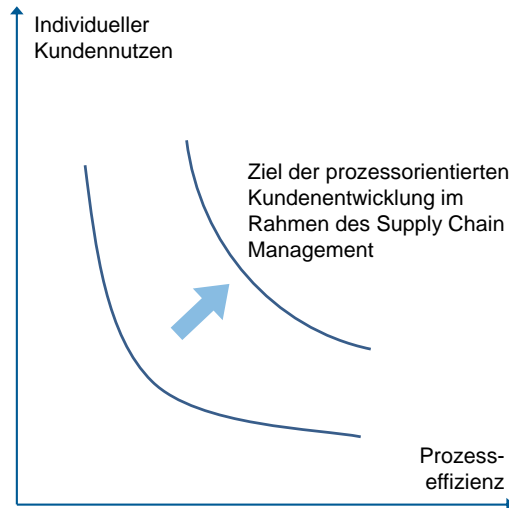 Individueller
Kundennutzen
Ziel der prozessorientierten
Kundenentwicklung im
Rahmen des Supply Chain
Management
Prozess-
effizienz